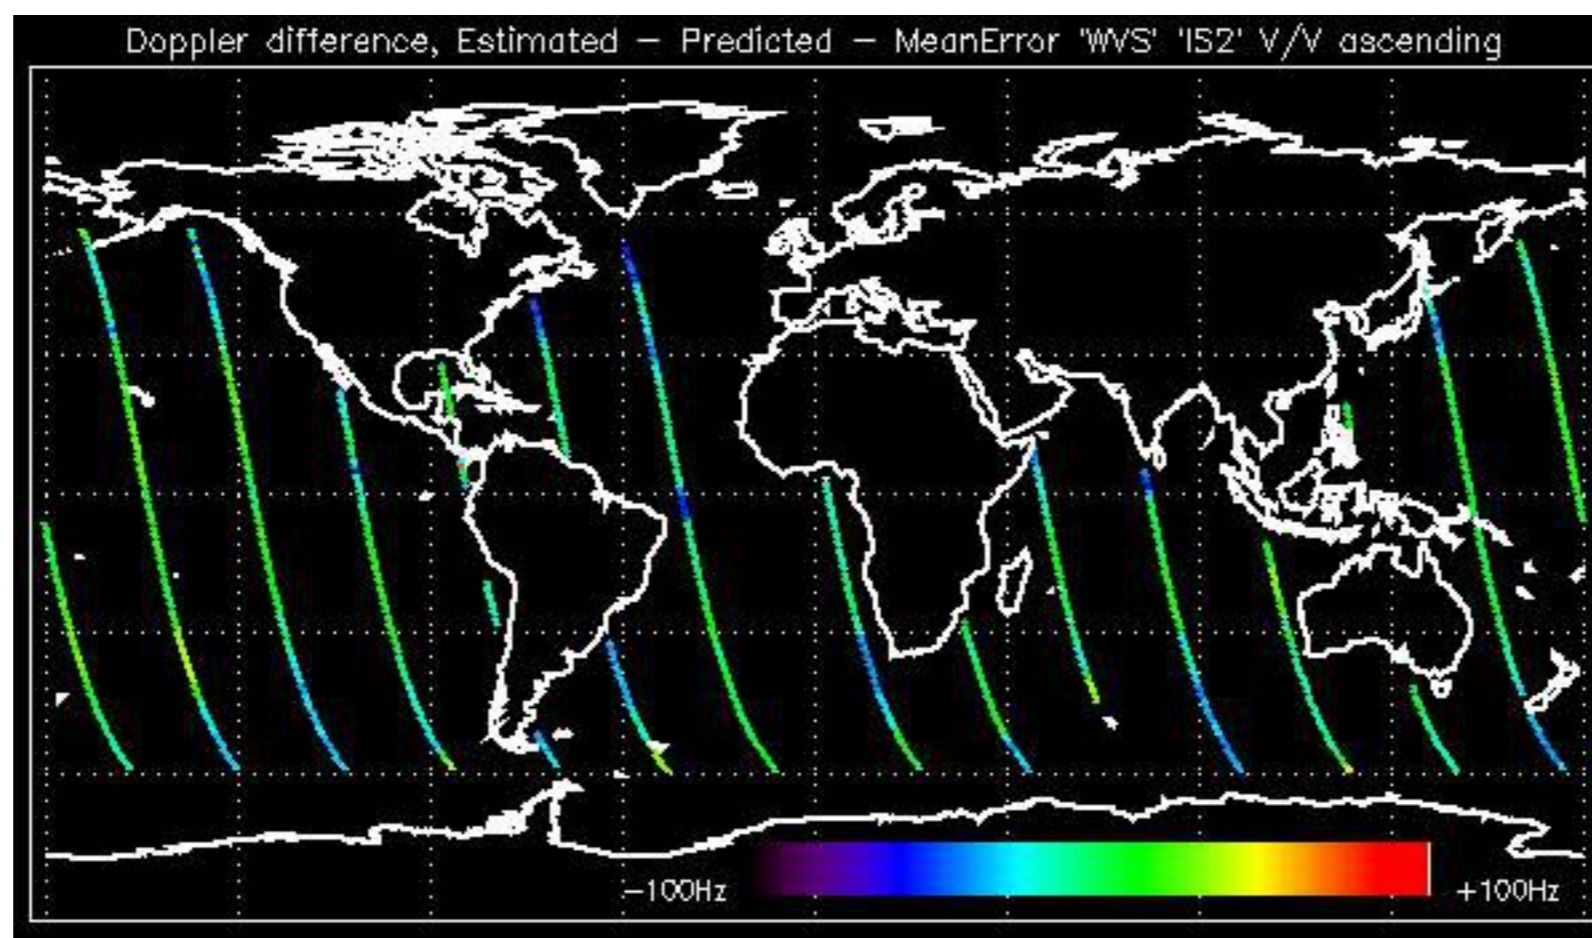 Doppler difference, Estimated − Predicted − MeanError 'WVS' 'IS2' V/V ascending
−100Hz +100Hz